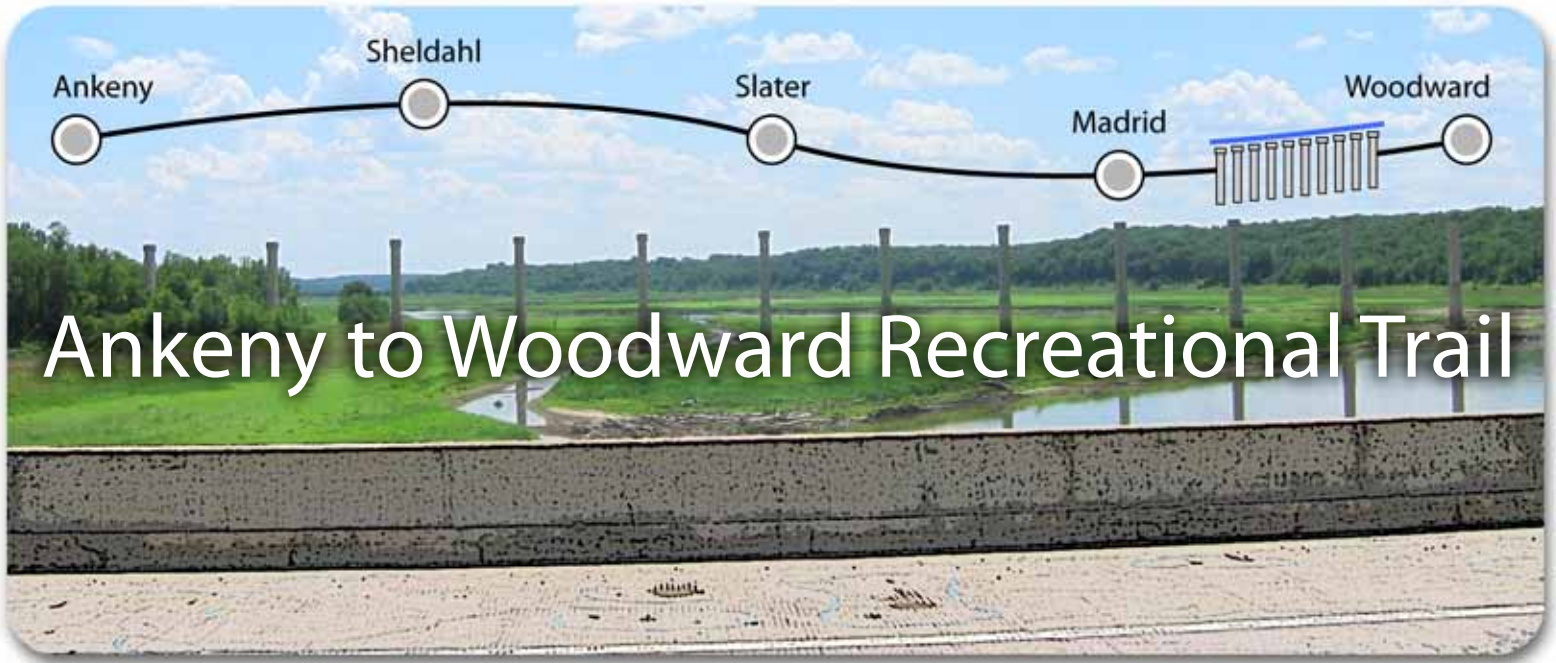 Ankeny
Sheldahl
Slater
Madrid
Woodward
Ankeny to Woodward Recreational Trail